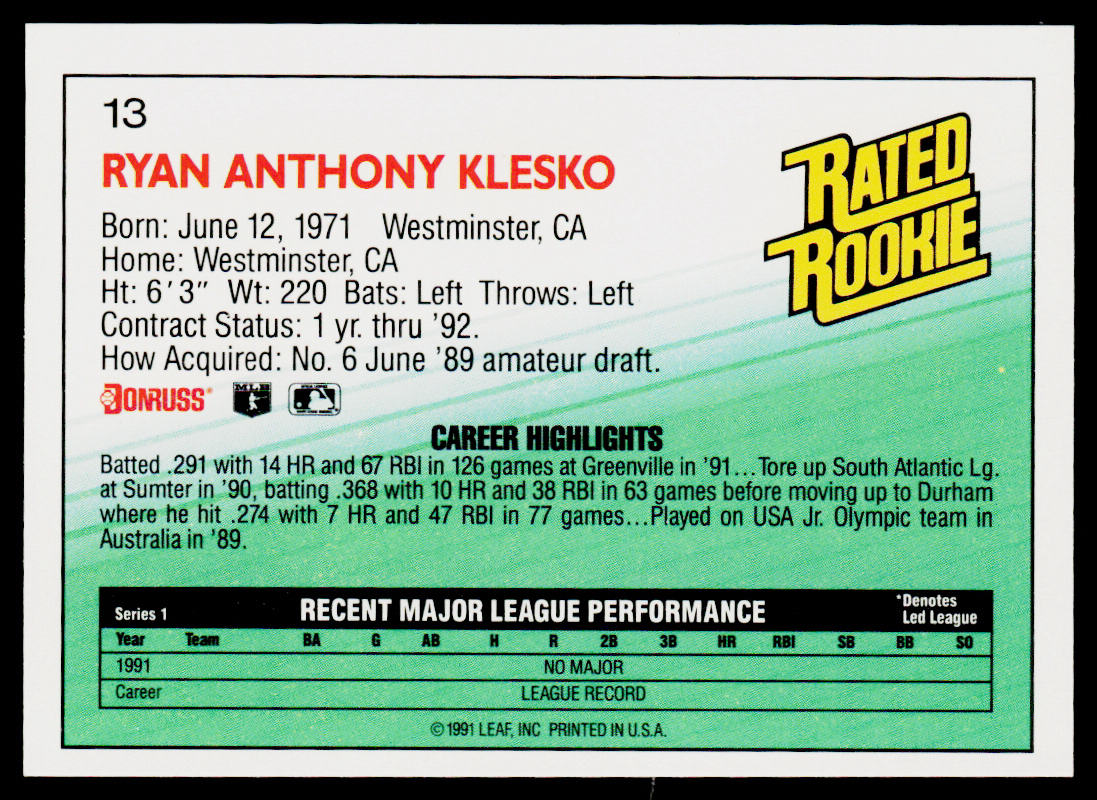 13
RYAN ANTHONY KLESKO
RATED
ROOKIE
Born: June 12, 1971 Westminster, CA
Home: Westminster, CA
Ht: 6'3" Wt: 220 Bats: Left Throws: Left
Contract Status: 1 yr. thru '92.
How Acquired: No. 6 June '89 amateur draft.
DONRUSS® MLB
CAREER HIGHLIGHTS
Batted .291 with 14 HR and 67 RBI in 126 games at Greenville in '91...Tore up South Atlantic Lg.
at Sumter in '90, batting .368 with 10 HR and 38 RBI in 63 games before moving up to Durham
where he hit .274 with 7 HR and 47 RBI in 77 games...Played on USA Jr. Olympic team in
Australia in '89.
Series 1 RECENT MAJOR LEAGUE PERFORMANCE *Denotes
Led League
Year Team BA G AB H R 2B 3B HR RBI SB BB SO
1991 NO MAJOR
Career LEAGUE RECORD
©1991 LEAF, INC PRINTED IN U.S.A.